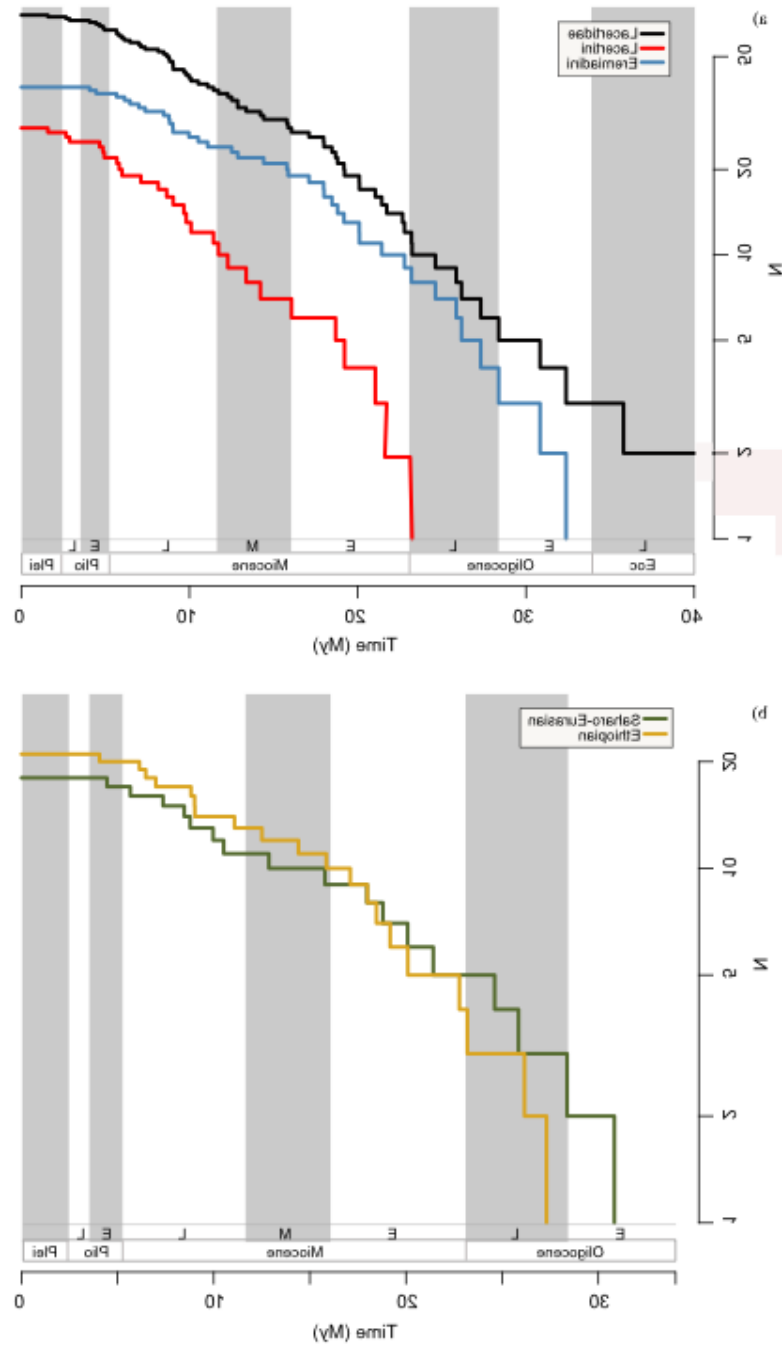 a)
Lacertidae
Lacertini
Eremiadini
50
20
10
5
2
1
N
L E L E M L E L
Eoc Oligocene Miocene Plio Plei
40 30 20 10 0
Time (My)
b)
Saharo-Eurasian
Ethiopian
20
10
5
2
1
N
E L E M L E L
Oligocene Miocene Plio Plei
30 20 10 0
Time (My)